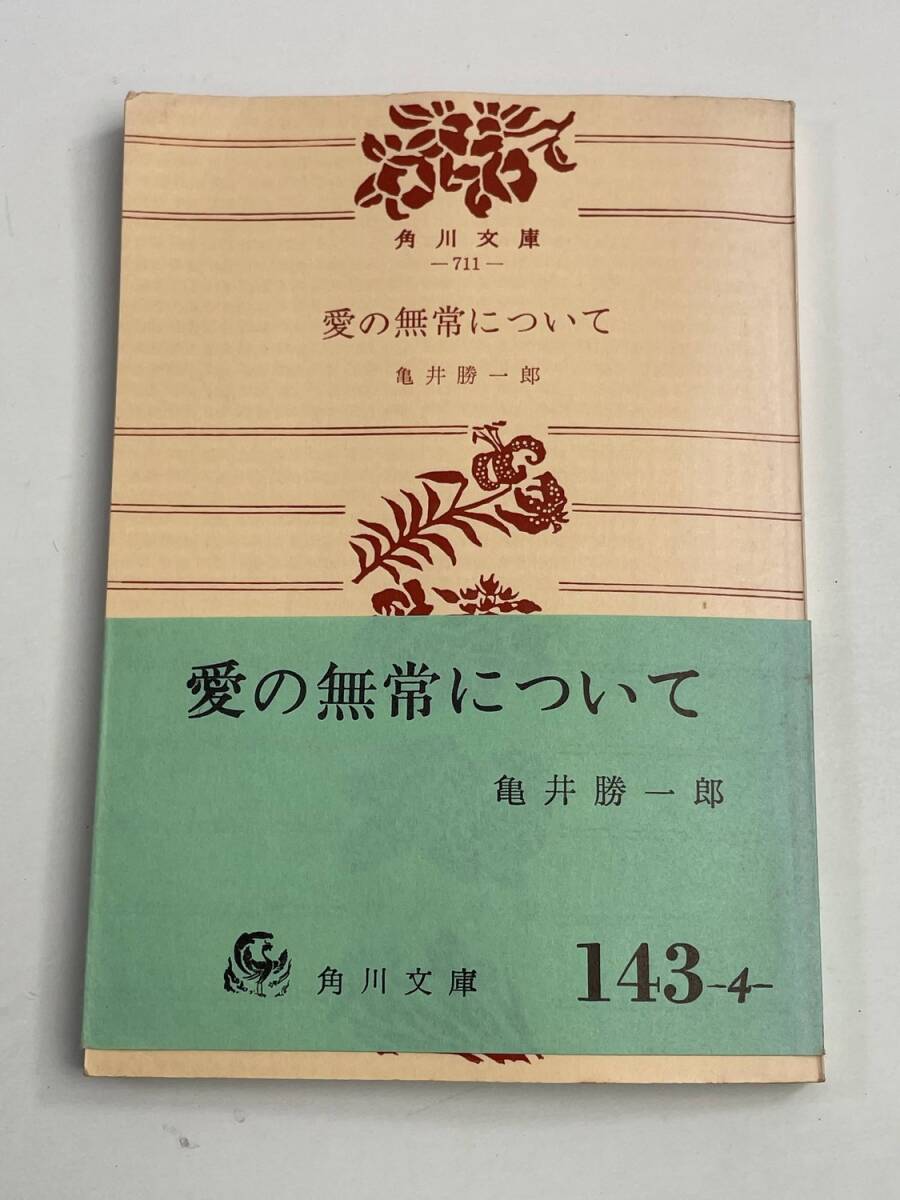 角川文庫
—711—
愛の無常について
亀井勝一郎
愛の無常について
亀井勝一郎
角川文庫
143-4-